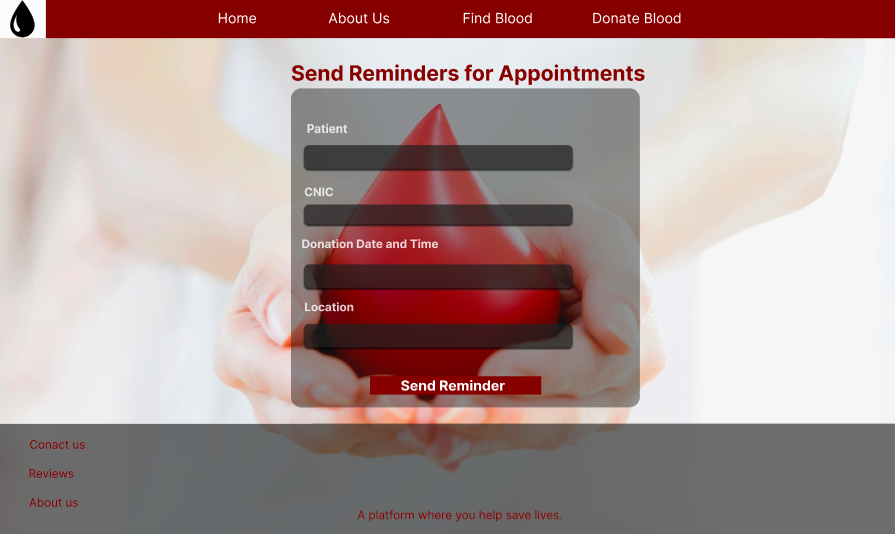 Home About Us Find Blood Donate Blood
Send Reminders for Appointments
Patient
CNIC
Donation Date and Time
Location
Send Reminder
Conact us
Reviews
About us
A platform where you help save lives.